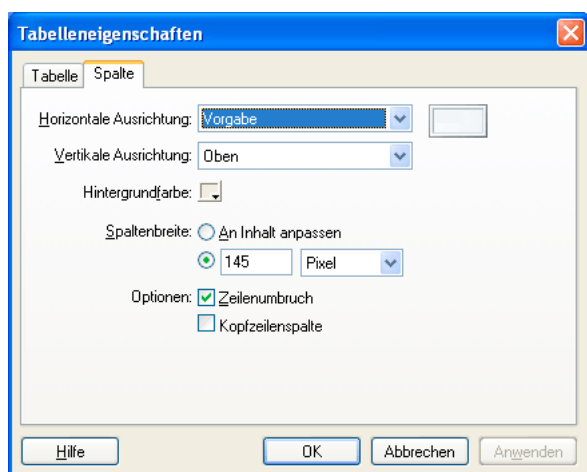 Tabelleneigenschaften
Tabelle Spalte
Horizontale Ausrichtung: Vorgabe
Vertikale Ausrichtung: Oben
Hintergrundfarbe:
Spaltenbreite: An Inhalt anpassen
145 Pixel
Optionen: Zeilenumbruch
Kopfzeilenspalte
Hilfe OK Abbrechen Anwenden